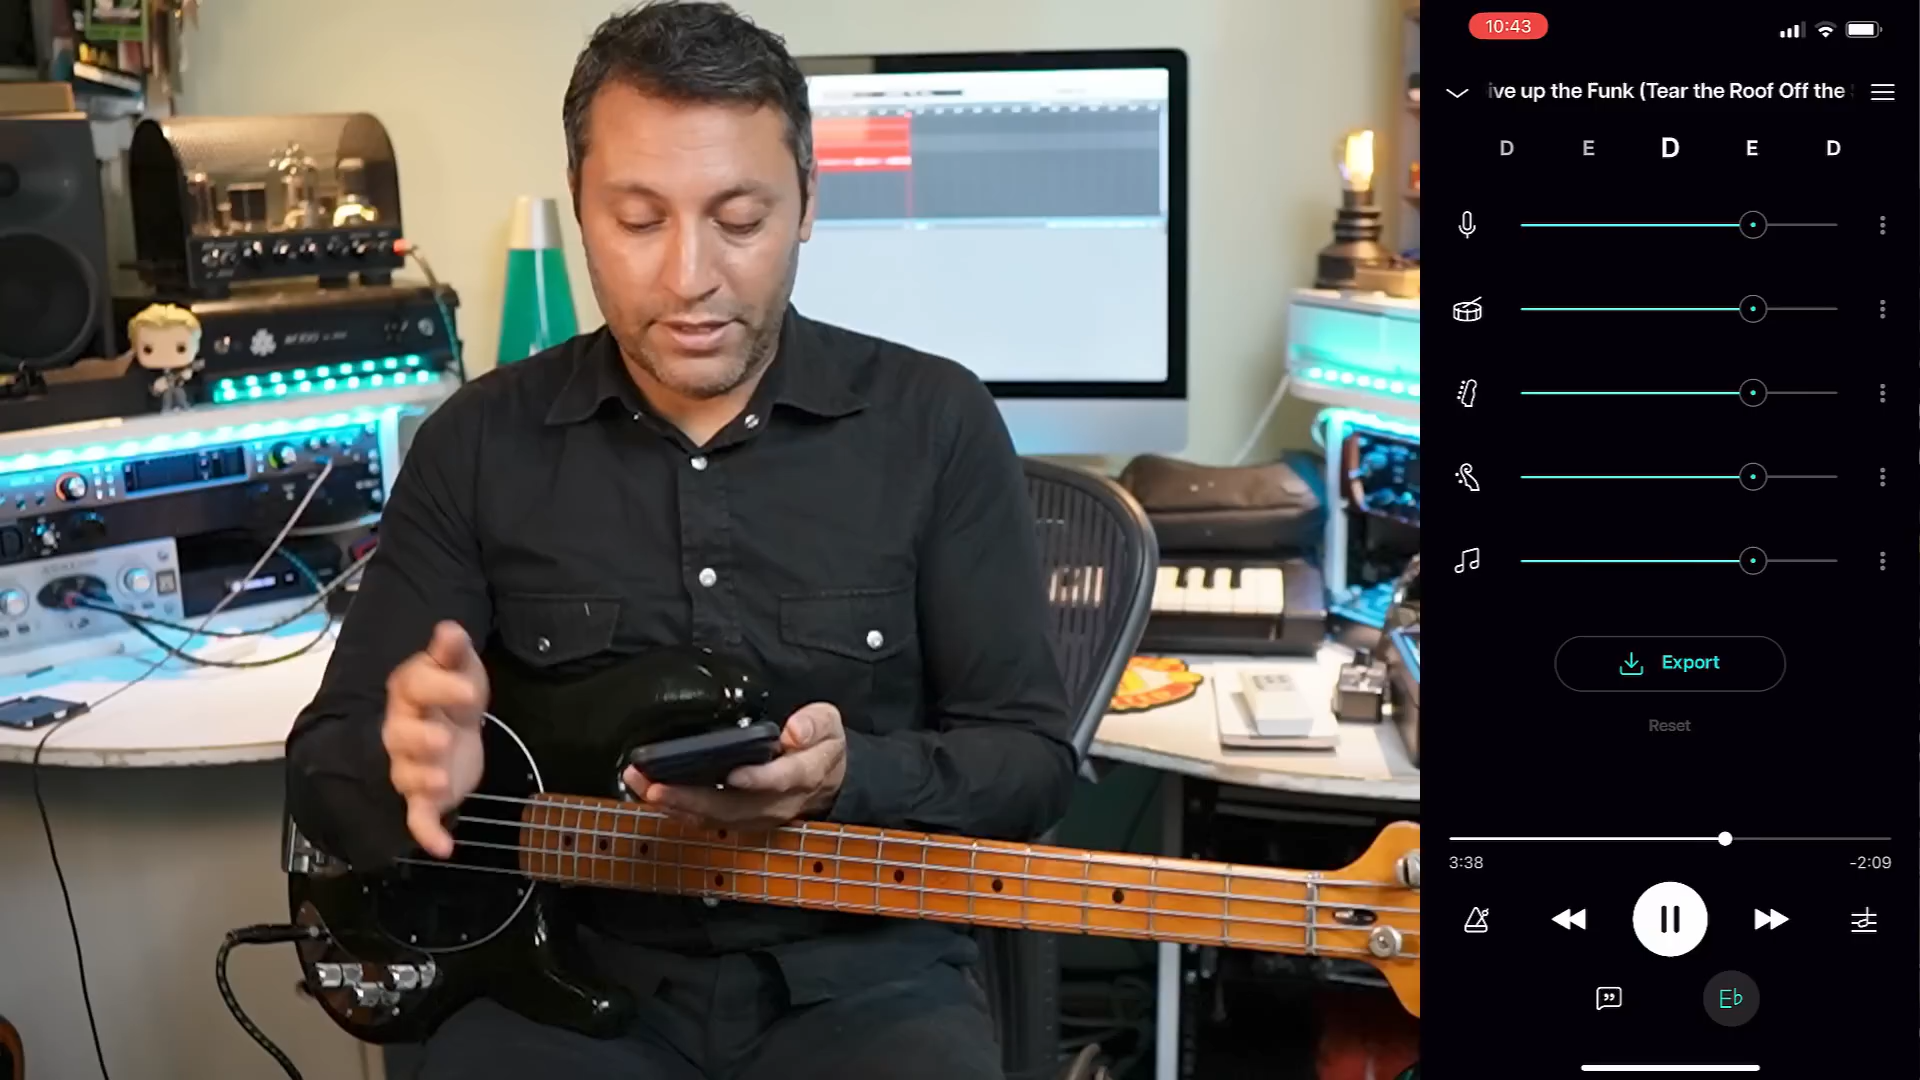 10:43
ive up the Funk (Tear the Roof Off the
D E D E D
Export
Reset
3:38
-2:09
E♭